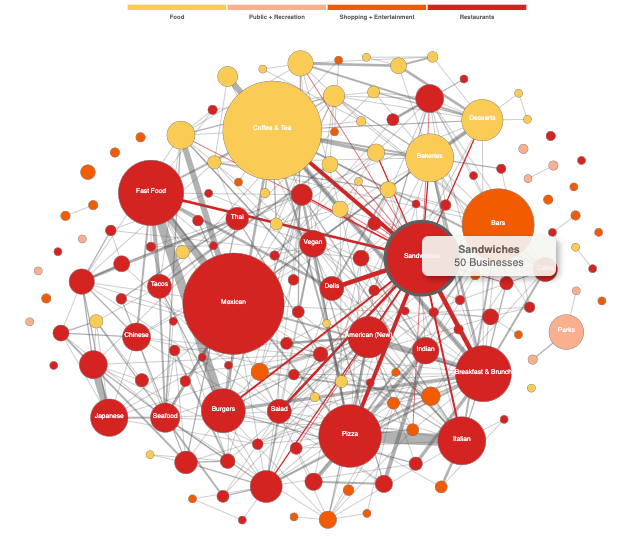 Food
Public + Recreation
Shopping + Entertainment
Restaurants
Desserts
Coffee & Tea
Bakeries
Fast Food
Thai
Bars
Vegan
Sandwiches
50 Businesses
Tacos
Delis
Mexican
Parks
Chinese
American (New)
Indian
Breakfast & Brunch
Burgers
Salad
Japanese
Seafood
Pizza
Italian